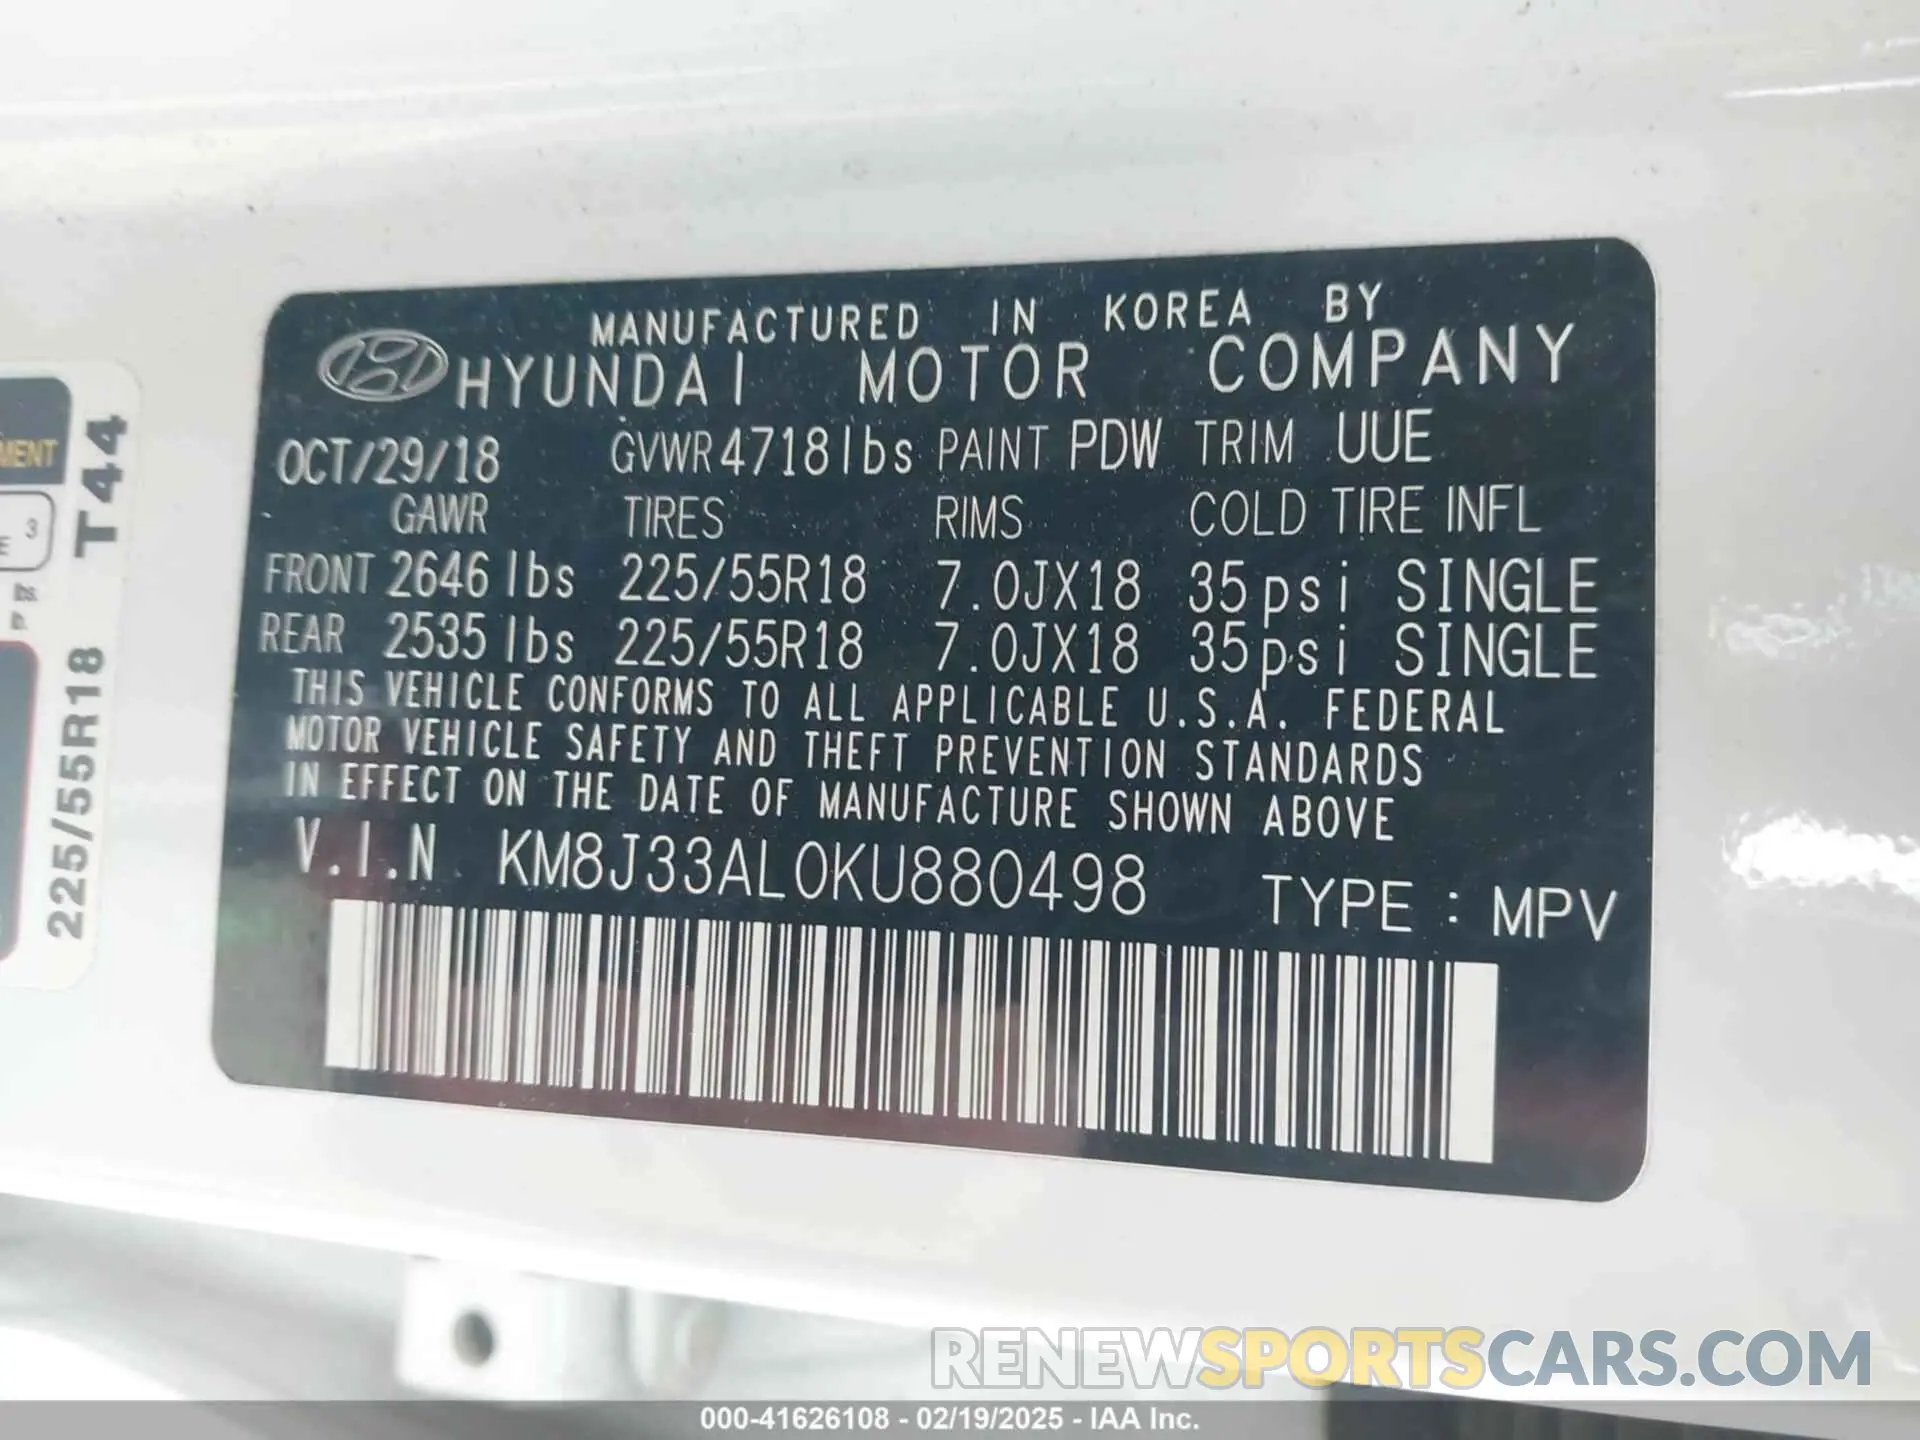 MANUFACTURED IN KOREA BY
HYUNDAI MOTOR COMPANY
OCT/29/18 GVWR 4718lbs PAINT PDW TRIM UUE
GAWR TIRES RIMS COLD TIRE INFL
FRONT 2646 lbs 225/55R18 7.0JX18 35psi SINGLE
REAR 2535 lbs 225/55R18 7.0JX18 35psi SINGLE
THIS VEHICLE CONFORMS TO ALL APPLICABLE U.S.A. FEDERAL
MOTOR VEHICLE SAFETY AND THEFT PREVENTION STANDARDS
IN EFFECT ON THE DATE OF MANUFACTURE SHOWN ABOVE
V.I.N KM8J33AL0KU880498 TYPE : MPV
225/55R18 T44
3
lbs.
RENEWSPORTSCARS.COM
000-41626108 - 02/19/2025 - IAA Inc.